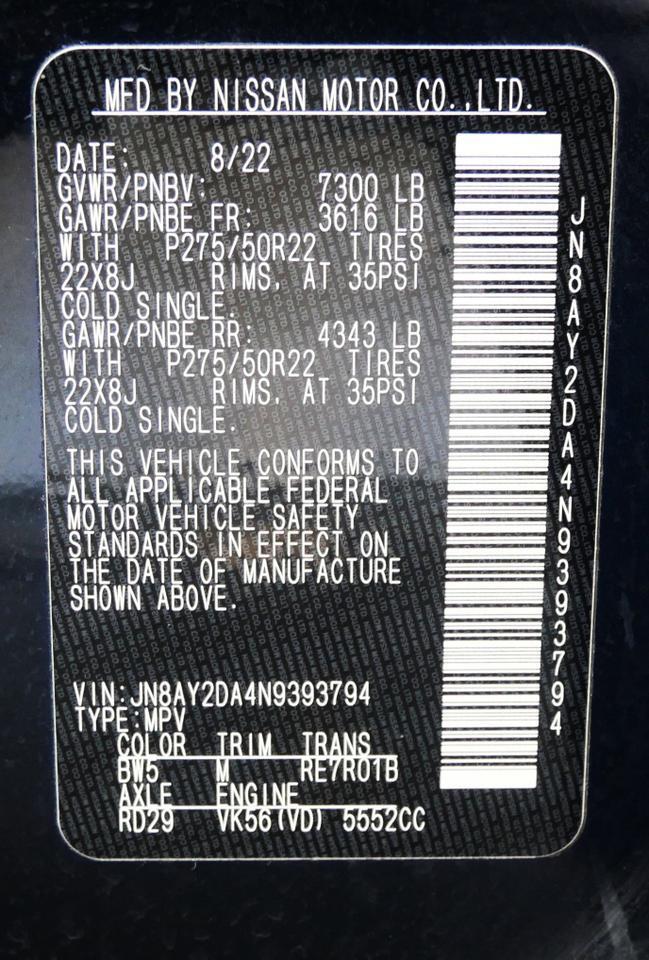 MFD BY NISSAN MOTOR CO.,LTD.
DATE: 8/22
GVWR/PNBV: 7300 LB
GAWR/PNBE FR: 3616 LB
WITH P275/50R22 TIRES
22X8J RIMS, AT 35PSI
COLD SINGLE.
GAWR/PNBE RR: 4343 LB
WITH P275/50R22 TIRES
22X8J RIMS, AT 35PSI
COLD SINGLE.
THIS VEHICLE CONFORMS TO
ALL APPLICABLE FEDERAL
MOTOR VEHICLE SAFETY
STANDARDS IN EFFECT ON
THE DATE OF MANUFACTURE
SHOWN ABOVE.
VIN:JN8AY2DA4N9393794
TYPE:MPV
COLOR TRIM TRANS
BW5 M RE7R01B
AXLE ENGINE
RD29 VK56(VD) 5552CC
JN8AY2DA4N9393794